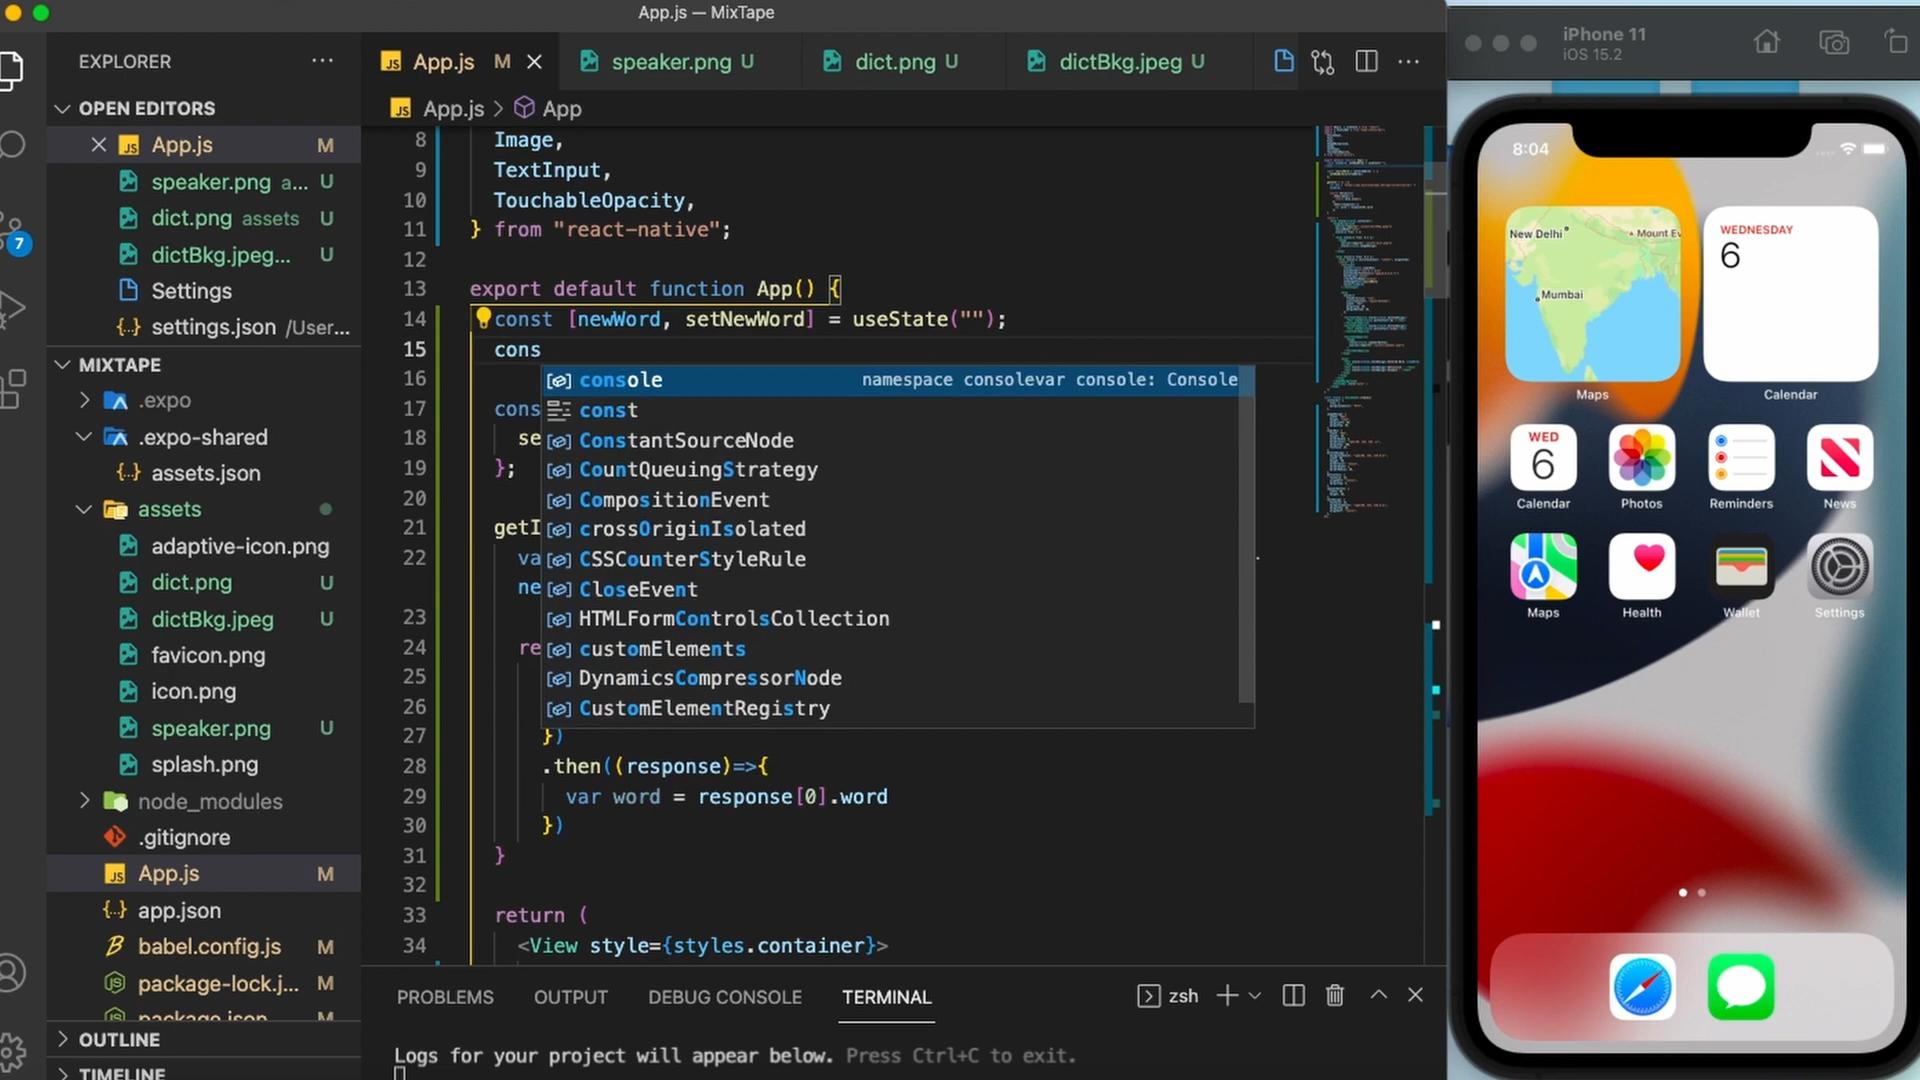 App.js — MixTape
EXPLORER
OPEN EDITORS
App.js M
speaker.png a... U
dict.png assets U
dictBkg.jpeg... U
Settings
settings.json /User...
MIXTAPE
.expo
.expo-shared
assets.json
assets
adaptive-icon.png
dict.png U
dictBkg.jpeg U
favicon.png
icon.png
speaker.png U
splash.png
node_modules
.gitignore
App.js M
app.json
babel.config.js M
package-lock.j... M
package.json M
OUTLINE
TIMELINE
7
App.js M
speaker.png U
dict.png U
dictBkg.jpeg U
App.js > App
8 Image,
9 TextInput,
10 TouchableOpacity,
11 } from "react-native";
12
13 export default function App() {
14 const [newWord, setNewWord] = useState("");
15 cons
16
17 cons
18 se
19 };
20
21 getI
22 va
ne
23
24 re
25
26
27 })
28 .then((response)=>{
29 var word = response[0].word
30 })
31 }
32
33 return (
34 <View style={styles.container}>
console namespace consolevar console: Console
const
ConstantSourceNode
CountQueuingStrategy
CompositionEvent
crossOriginIsolated
CSSCounterStyleRule
CloseEvent
HTMLFormControlsCollection
customElements
DynamicsCompressorNode
CustomElementRegistry
PROBLEMS OUTPUT DEBUG CONSOLE TERMINAL
zsh
Logs for your project will appear below. Press Ctrl+C to exit.
iPhone 11
iOS 15.2
8:04
New Delhi
Mount Ev
Mumbai
Maps
WEDNESDAY
6
Calendar
WED
6
Calendar Photos Reminders News
Maps Health Wallet Settings